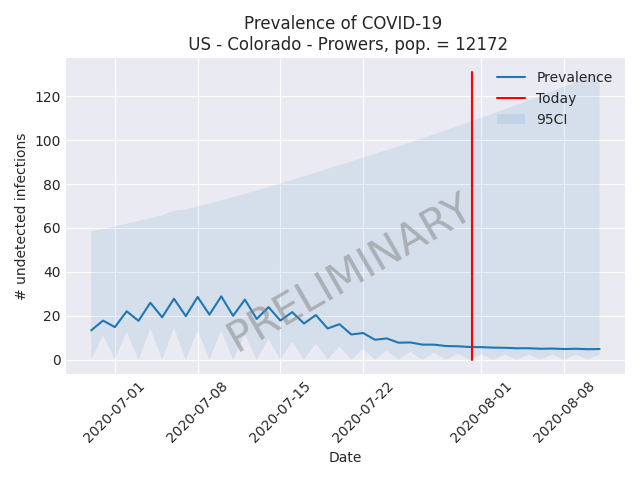 Prevalence of COVID-19
US - Colorado - Prowers, pop. = 12172
Prevalence
Today
95CI
# undetected infections
120
100
80
60
40
20
0
PRELIMINARY
2020-07-01
2020-07-08
2020-07-15
2020-07-22
2020-08-01
2020-08-08
Date